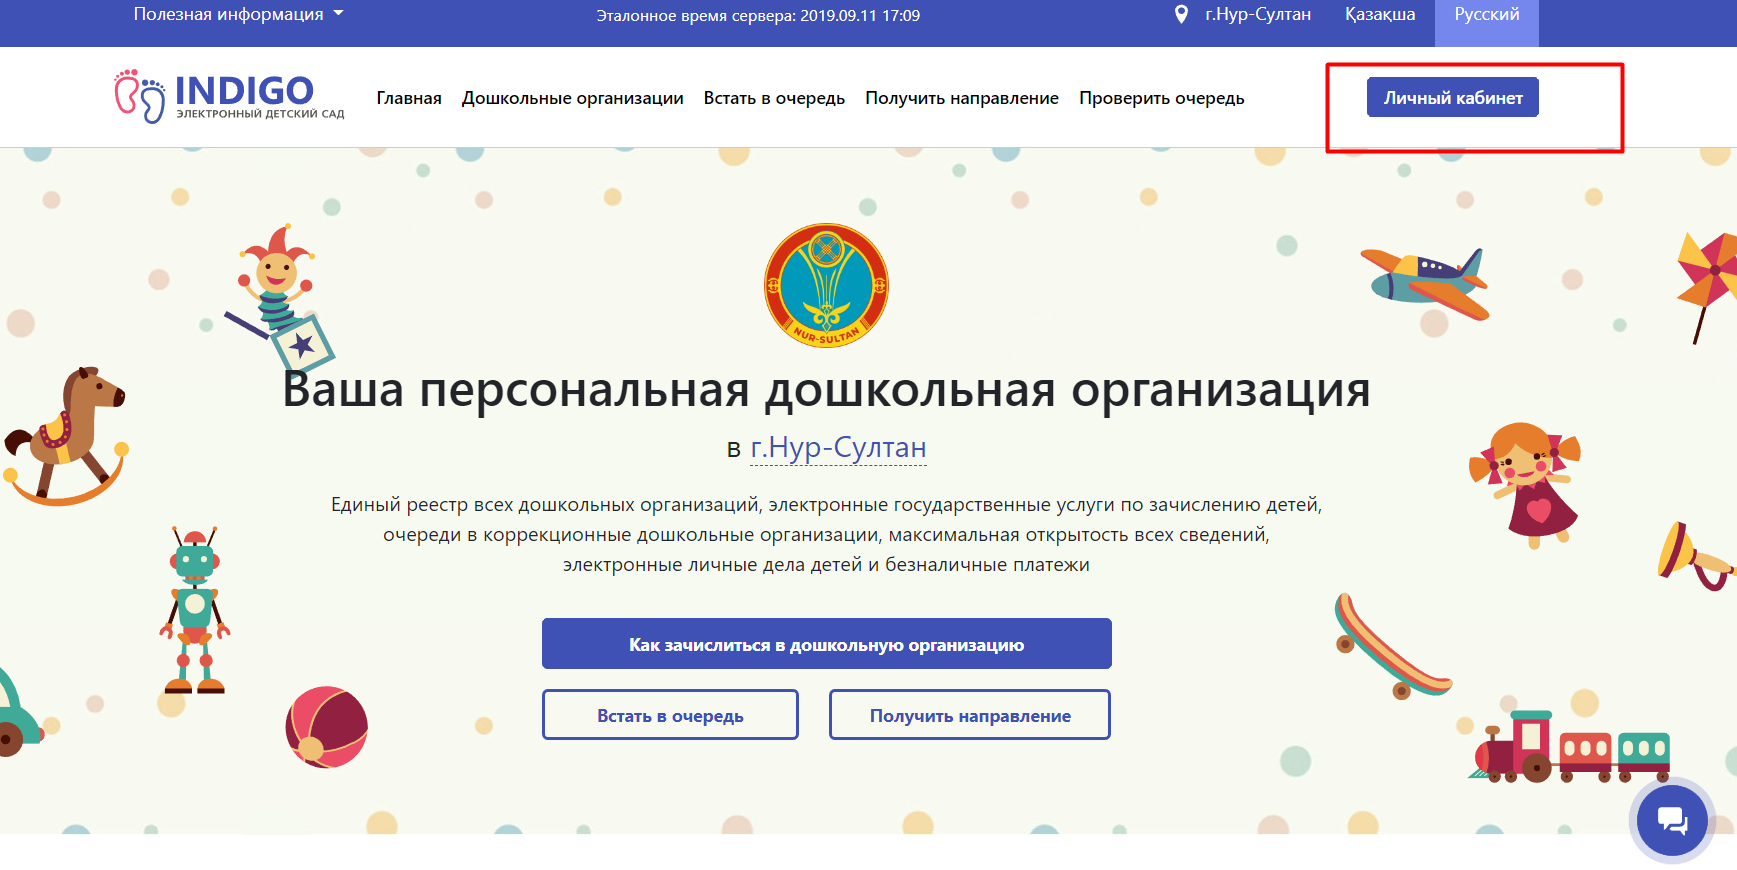 Полезная информация
Эталонное время сервера: 2019.09.11 17:09
г.Нур-Султан
Қазақша
Русский
INDIGO
ЭЛЕКТРОННЫЙ ДЕТСКИЙ САД
Главная
Дошкольные организации
Встать в очередь
Получить направление
Проверить очередь
Личный кабинет
NUR-SULTAN
Ваша персональная дошкольная организация
в г.Нур-Султан
Единый реестр всех дошкольных организаций, электронные государственные услуги по зачислению детей,
очереди в коррекционные дошкольные организации, максимальная открытость всех сведений,
электронные личные дела детей и безналичные платежи
Как зачислиться в дошкольную организацию
Встать в очередь
Получить направление